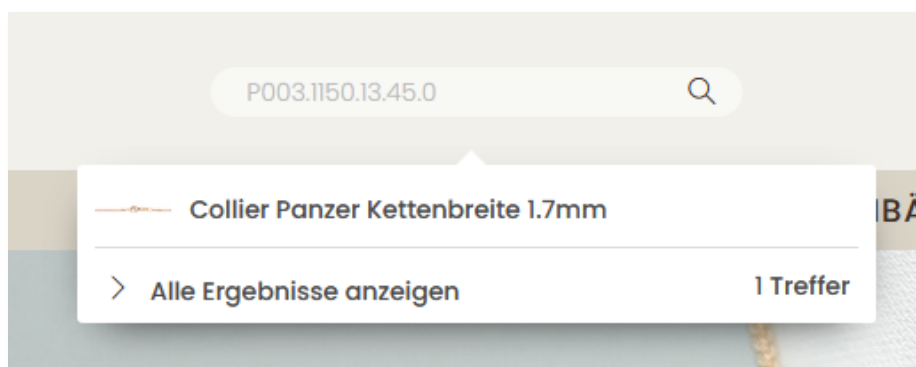 P003.1150.13.45.0
Collier Panzer Kettenbreite 1.7mm
Alle Ergebnisse anzeigen
1 Treffer